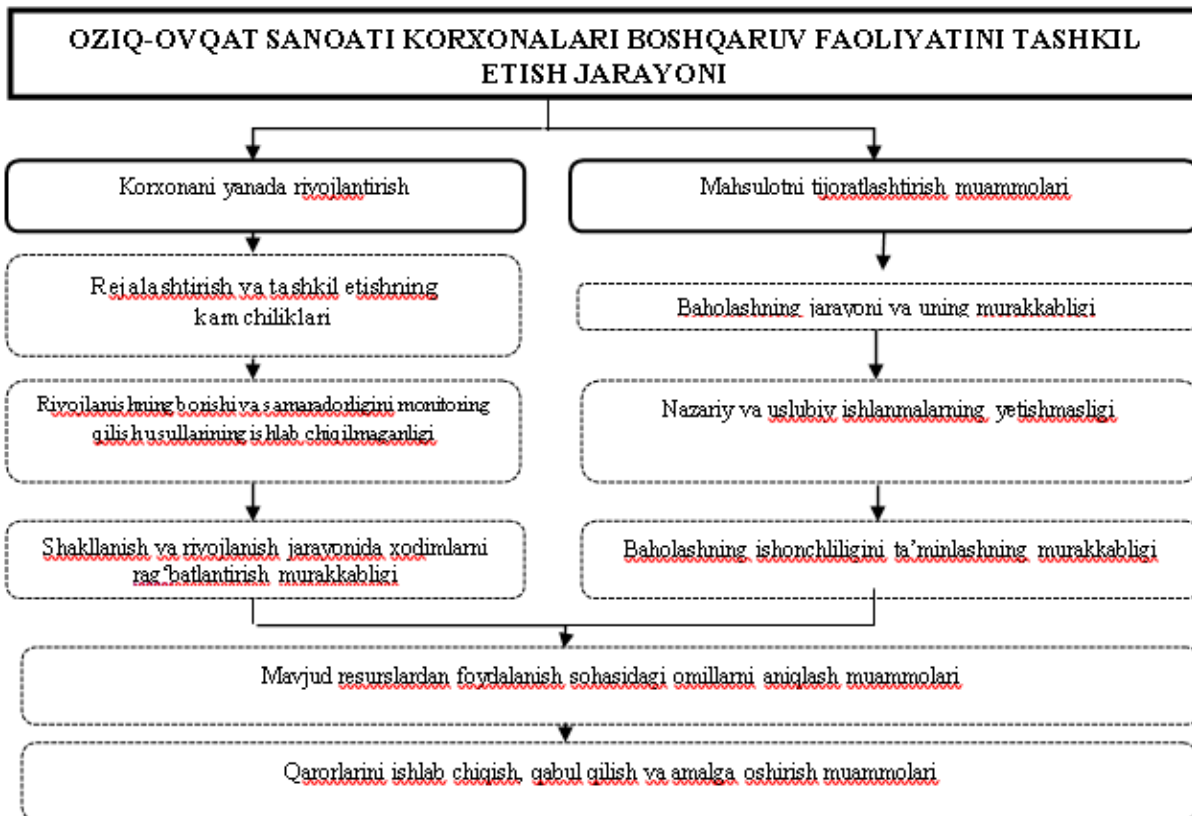 OZIQ-OVQAT SANOATI KORXONALARI BOSHQARUV FAOLIYATINI TASHKIL
ETISH JARAYONI
Korxonani yanada rivojlantirish
Mahsulotni tijoratlashtirish muammolari
Rejalashtirish va tashkil etishning
kamchiliklari
Baholashning jarayoni va uning murakkabligi
Rivojlanishning borishi va samaradorligini monitoring
qilish usullarining ishlab chiqilmaganligi
Nazariy va uslubiy ishlanmalarning yetishmasligi
Shakllanish va rivojlanish jarayonida xodimlarni
rag‘batlantirish murakkabligi
Baholashning ishonchliligini ta’minlashning murakkabligi
Mavjud resurslardan foydalanish sohasidagi omillarni aniqlash muammolari
Qarorlarini ishlab chiqish, qabul qilish va amalga oshirish muammolari